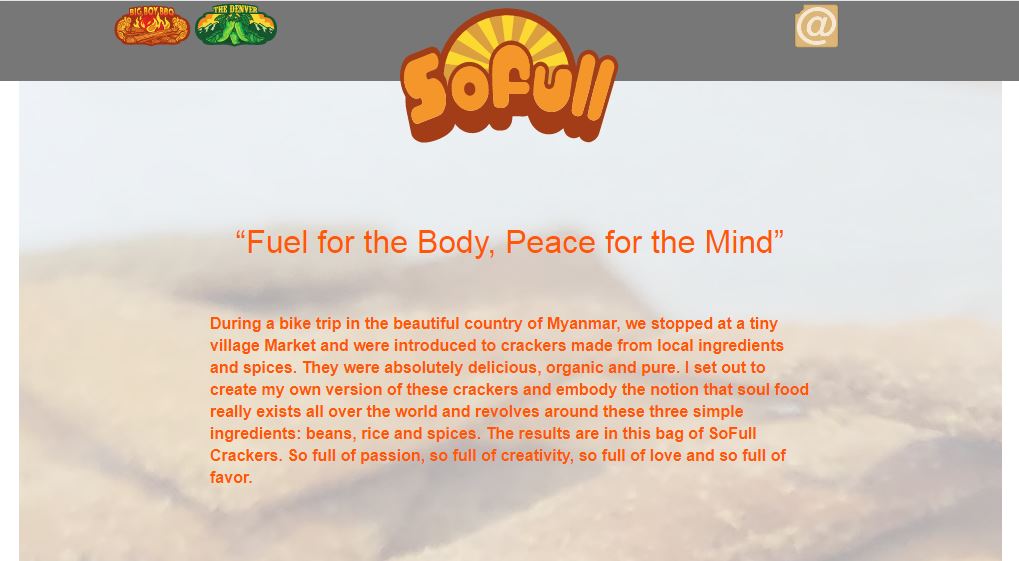 BIG BOY BBQ
THE DENVER
@
SoFull
“Fuel for the Body, Peace for the Mind”
During a bike trip in the beautiful country of Myanmar, we stopped at a tiny
village Market and were introduced to crackers made from local ingredients
and spices. They were absolutely delicious, organic and pure. I set out to
create my own version of these crackers and embody the notion that soul food
really exists all over the world and revolves around these three simple
ingredients: beans, rice and spices. The results are in this bag of SoFull
Crackers. So full of passion, so full of creativity, so full of love and so full of
favor.